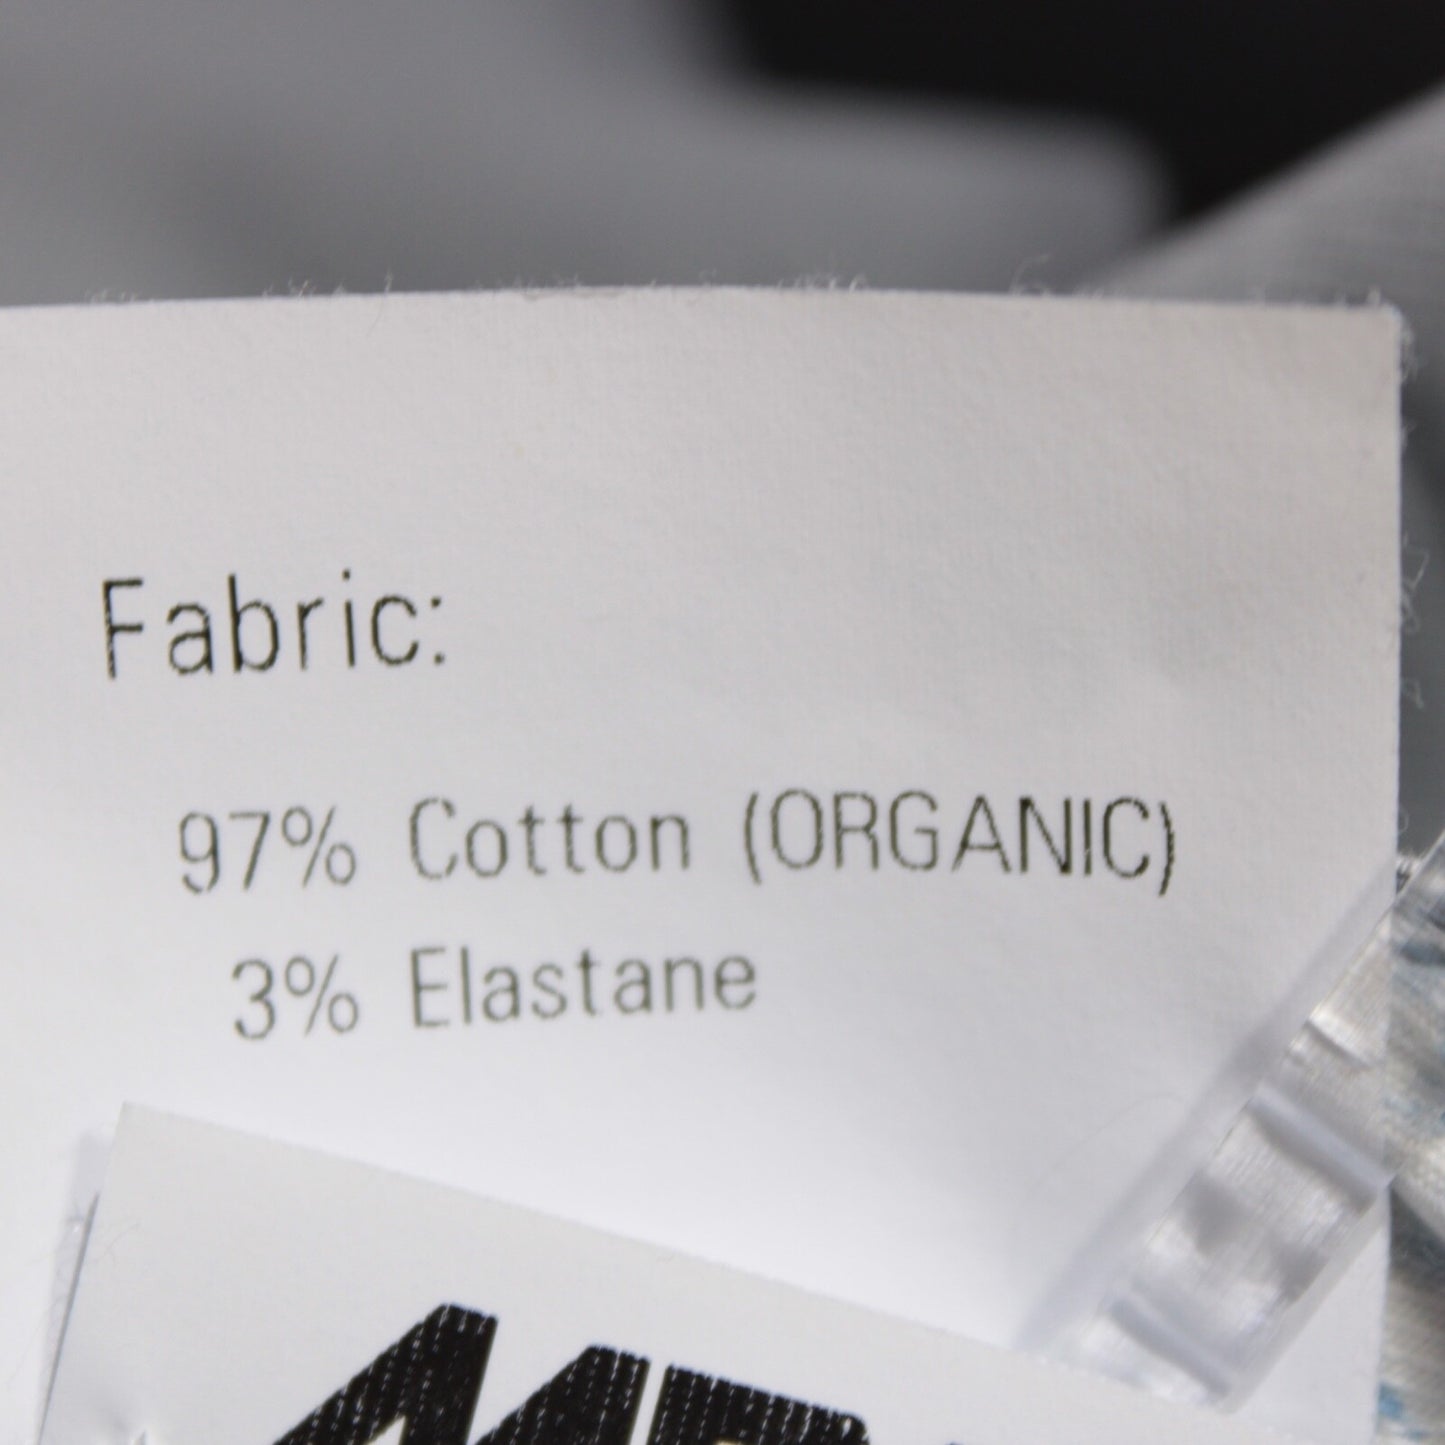 Fabric:
97% Cotton (ORGANIC)
3% Elastane